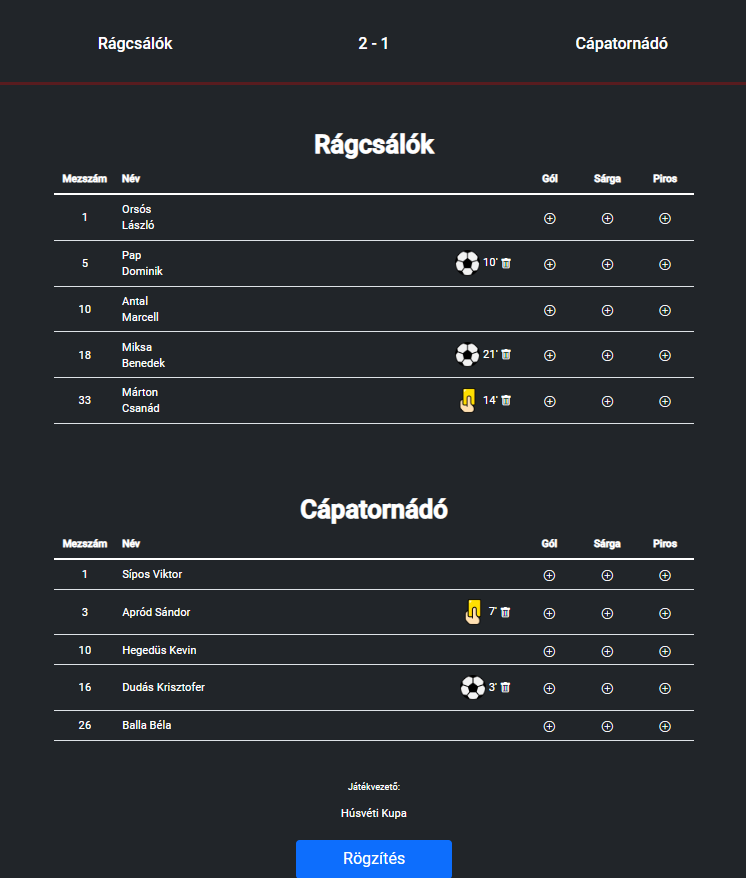 Rágcsálók 2 - 1 Cápatornádó
Rágcsálók
Mezszám Név Gól Sárga Piros
1 Orsós
László
5 Pap
Dominik 10'
10 Antal
Marcell
18 Miksa
Benedek 21'
33 Márton
Csanád 14'
Cápatornádó
Mezszám Név Gól Sárga Piros
1 Sípos Viktor
3 Apród Sándor 7'
10 Hegedüs Kevin
16 Dudás Krisztofer 3'
26 Balla Béla
Játékvezető:
Húsvéti Kupa
Rögzítés